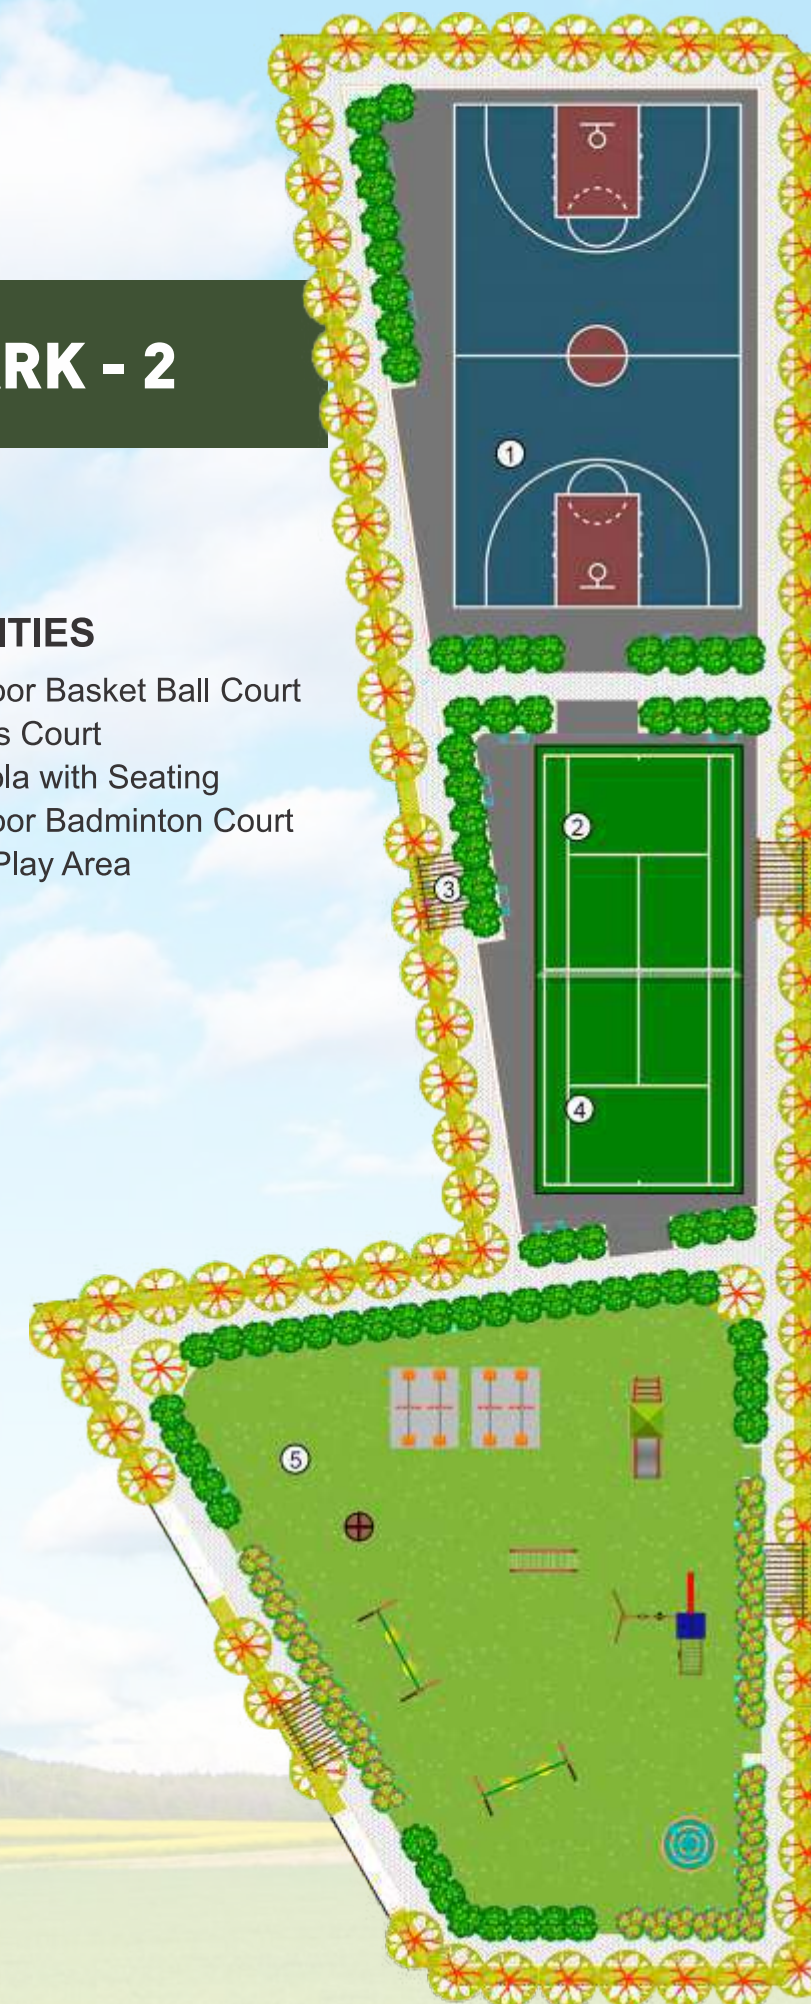 ARK - 2
ITIES
oor Basket Ball Court
s Court
ola with Seating
oor Badminton Court
Play Area
1
2
3
4
5